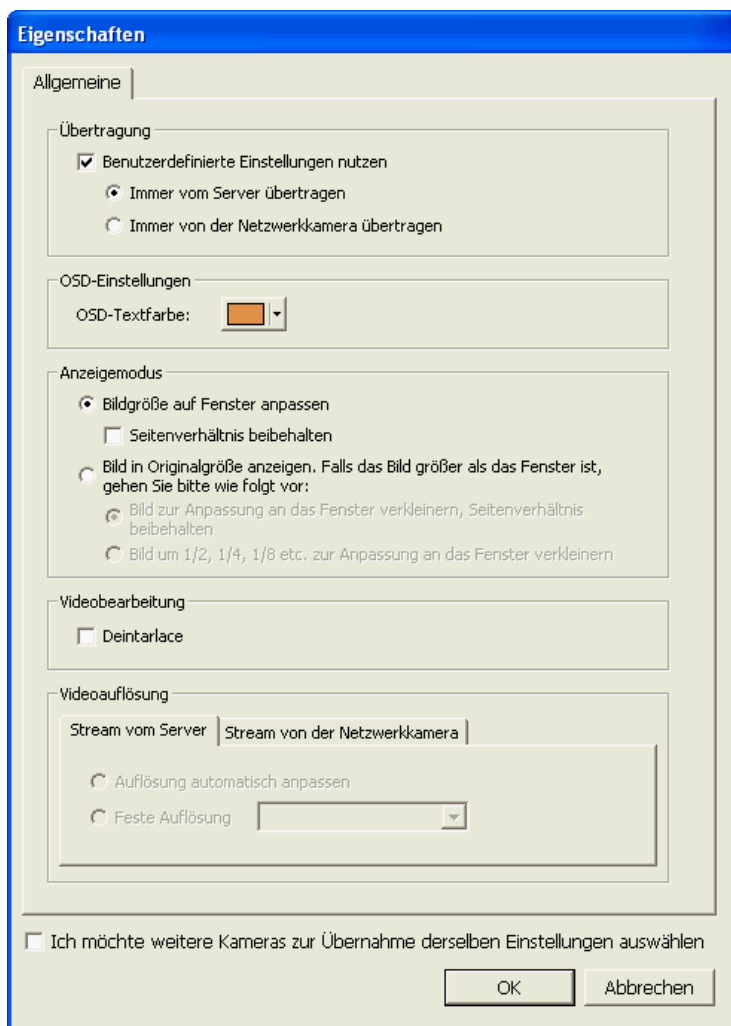 Eigenschaften
Allgemeine
Übertragung
Benutzerdefinierte Einstellungen nutzen
Immer vom Server übertragen
Immer von der Netzwerkkamera übertragen
OSD-Einstellungen
OSD-Textfarbe:
Anzeigemodus
Bildgröße auf Fenster anpassen
Seitenverhältnis beibehalten
Bild in Originalgröße anzeigen. Falls das Bild größer als das Fenster ist,
gehen Sie bitte wie folgt vor:
Bild zur Anpassung an das Fenster verkleinern, Seitenverhältnis
beibehalten
Bild um 1/2, 1/4, 1/8 etc. zur Anpassung an das Fenster verkleinern
Videobearbeitung
Deintarlace
Videoauflösung
Stream vom Server
Stream von der Netzwerkkamera
Auflösung automatisch anpassen
Feste Auflösung
Ich möchte weitere Kameras zur Übernahme derselben Einstellungen auswählen
OK
Abbrechen